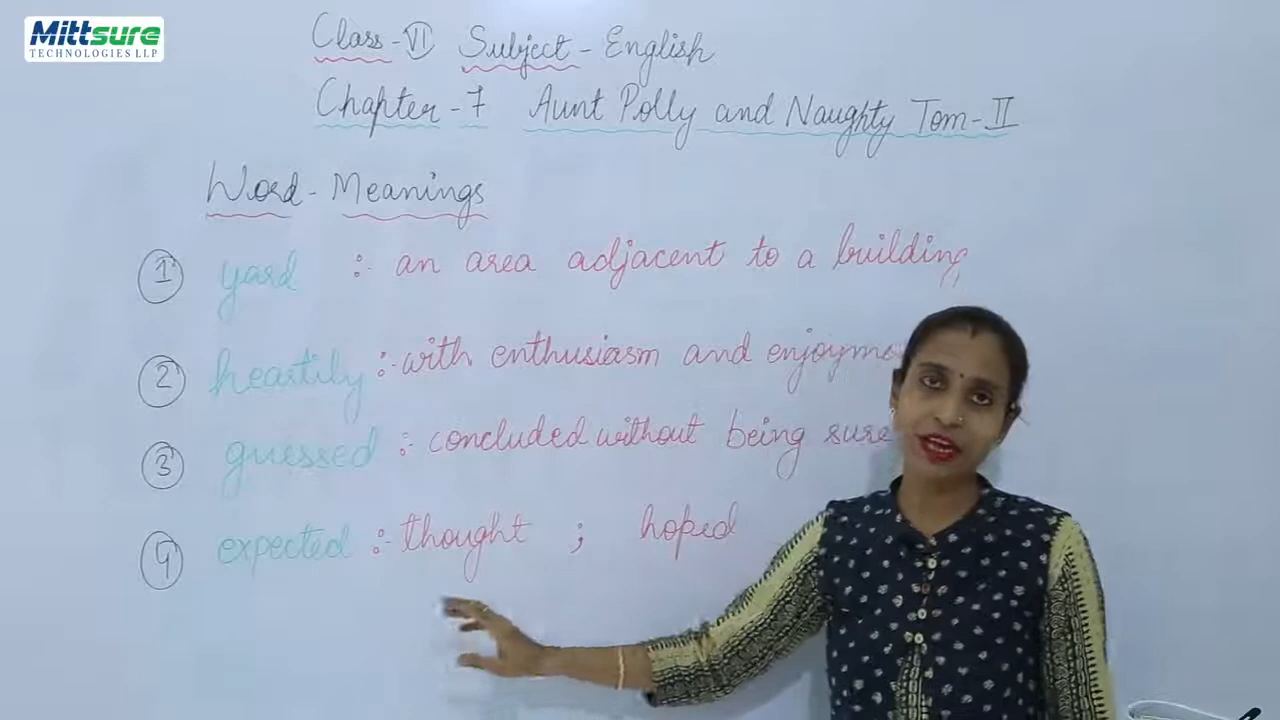 Mittsure
TECHNOLOGIES LLP
Class-VI Subject - English
Chapter-7 Aunt Polly and Naughty Tom-II
Word-Meanings
1 yard :- an area adjacent to a building
2 heartily :- with enthusiasm and
3 guessed :- concluded without being sure
4 expected :- thought ; hoped